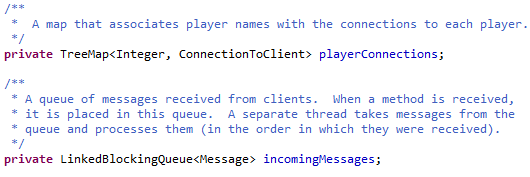 /**
 *  A map that associates player names with the connections to each player.
 */
private TreeMap<Integer, ConnectionToClient> playerConnections;
/**
 * A queue of messages received from clients.  When a method is received,
 * it is placed in this queue.  A separate thread takes messages from the
 * queue and processes them (in the order in which they were received).
 */
private LinkedBlockingQueue<Message> incomingMessages;